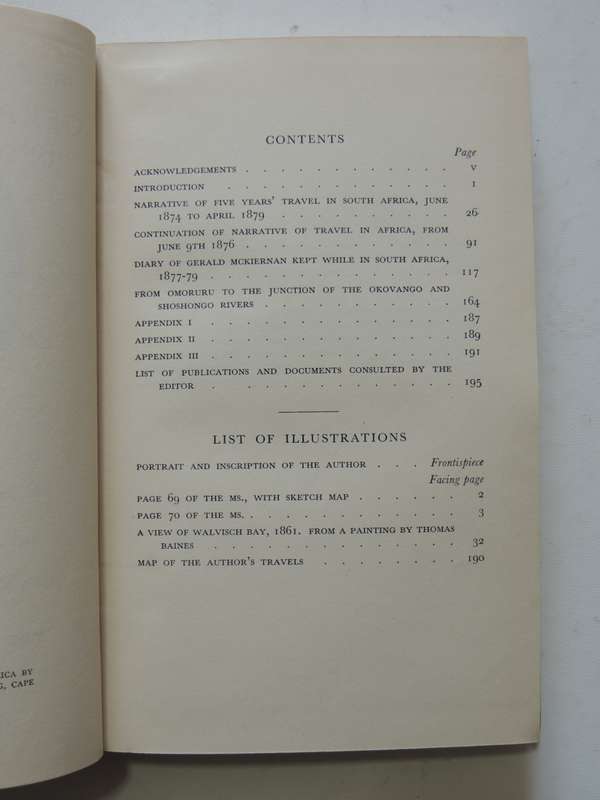 CONTENTS
Page
ACKNOWLEDGEMENTS . . . . . . . . . . . . v
INTRODUCTION . . . . . . . . . . . . . 1
NARRATIVE OF FIVE YEARS' TRAVEL IN SOUTH AFRICA, JUNE
1874 TO APRIL 1879 . . . . . . . . . . 26
CONTINUATION OF NARRATIVE OF TRAVEL IN AFRICA, FROM
JUNE 9TH 1876 . . . . . . . . . . . . 91
DIARY OF GERALD MCKIERNAN KEPT WHILE IN SOUTH AFRICA,
1877-79 . . . . . . . . . . . . . . 117
FROM OMORURU TO THE JUNCTION OF THE OKOVANGO AND
SHOSHONGO RIVERS . . . . . . . . . . . 164
APPENDIX I . . . . . . . . . . . . . . 187
APPENDIX II . . . . . . . . . . . . . . 189
APPENDIX III . . . . . . . . . . . . . . 191
LIST OF PUBLICATIONS AND DOCUMENTS CONSULTED BY THE
EDITOR . . . . . . . . . . . . . 195
LIST OF ILLUSTRATIONS
PORTRAIT AND INSCRIPTION OF THE AUTHOR . . . Frontispiece
Facing page
PAGE 69 OF THE MS., WITH SKETCH MAP . . . . . . 2
PAGE 70 OF THE MS. . . . . . . . . . . . 3
A VIEW OF WALVISCH BAY, 1861. FROM A PAINTING BY THOMAS
BAINES . . . . . . . . . . . . . 32
MAP OF THE AUTHOR'S TRAVELS . . . . . . . . 190
RICA BY
G, CAPE